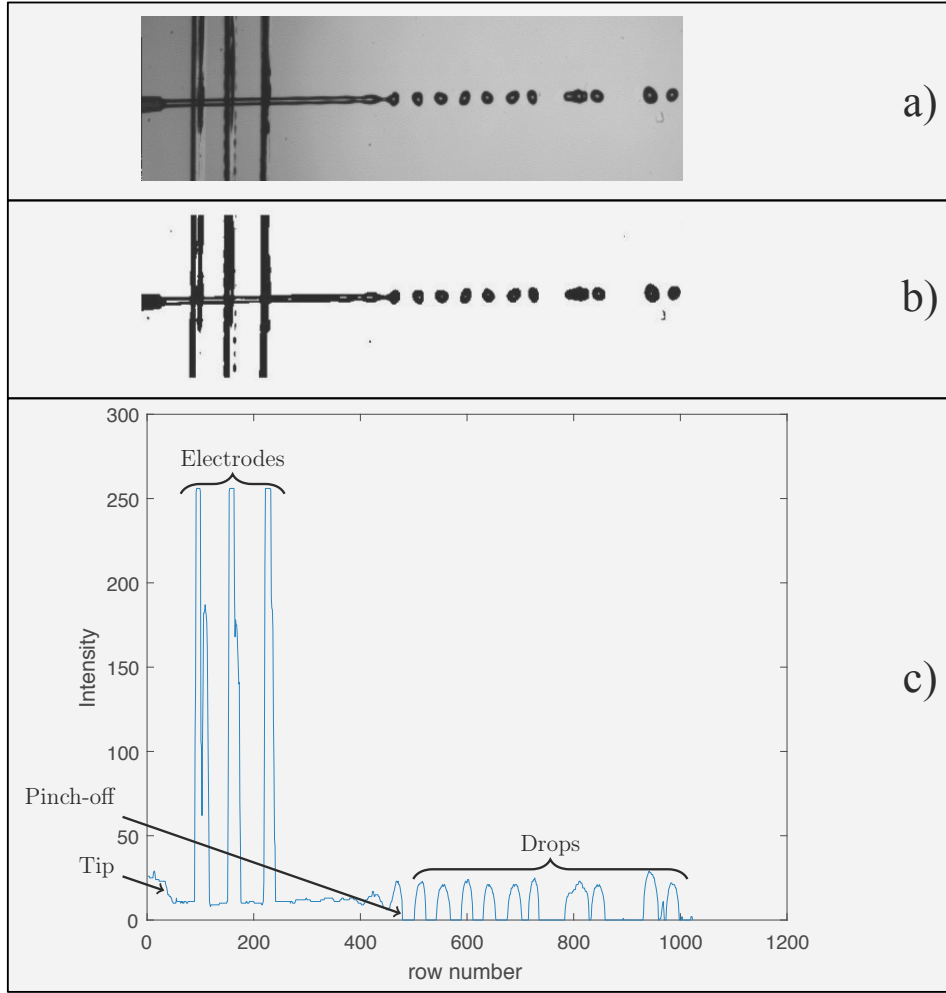 a)
b)
c)
300
250
200
150
100
50
0
Intensity
Electrodes
Pinch-off
Tip
Drops
0 200 400 600 800 1000 1200
row number